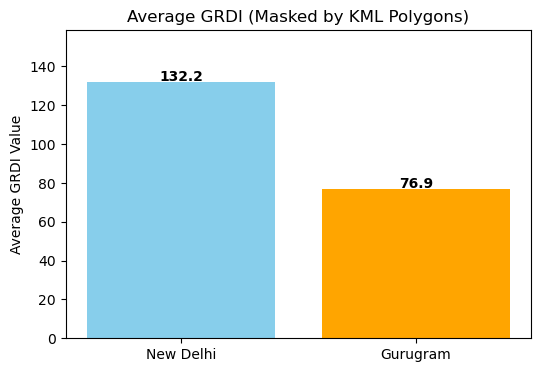 Average GRDI (Masked by KML Polygons)
Average GRDI Value
140
120
100
80
60
40
20
0
132.2
76.9
New Delhi
Gurugram